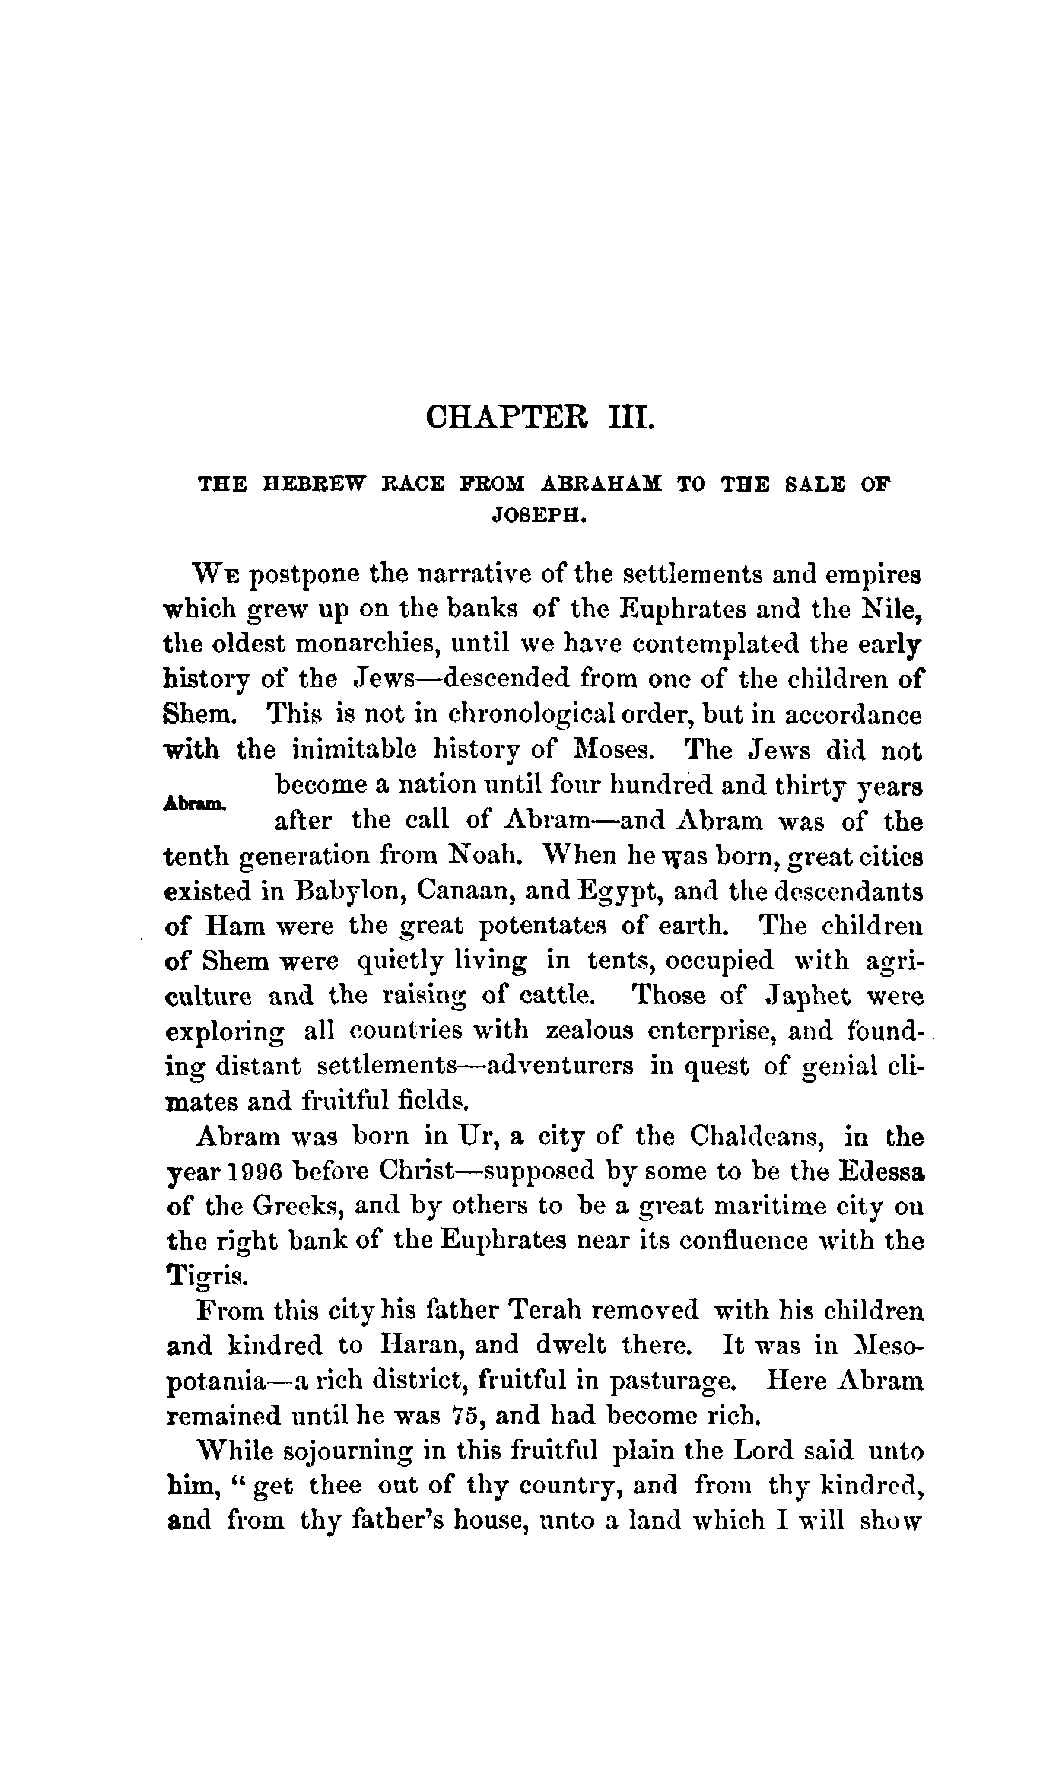 CHAPTER III.
THE HEBREW RACE FROM ABRAHAM TO THE SALE OF
JOSEPH.
WE postpone the narrative of the settlements and empires
which grew up on the banks of the Euphrates and the Nile,
the oldest monarchies, until we have contemplated the early
history of the Jews—descended from one of the children of
Shem. This is not in chronological order, but in accordance
with the inimitable history of Moses. The Jews did not
become a nation until four hundred and thirty years
Abram.
after the call of Abram—and Abram was of the
tenth generation from Noah. When he was born, great cities
existed in Babylon, Canaan, and Egypt, and the descendants
of Ham were the great potentates of earth. The children
of Shem were quietly living in tents, occupied with agri-
culture and the raising of cattle. Those of Japhet were
exploring all countries with zealous enterprise, and found-
ing distant settlements—adventurers in quest of genial cli-
mates and fruitful fields.
Abram was born in Ur, a city of the Chaldeans, in the
year 1996 before Christ—supposed by some to be the Edessa
of the Greeks, and by others to be a great maritime city on
the right bank of the Euphrates near its confluence with the
Tigris.
From this city his father Terah removed with his children
and kindred to Haran, and dwelt there. It was in Meso-
potamia—a rich district, fruitful in pasturage. Here Abram
remained until he was 75, and had become rich.
While sojourning in this fruitful plain the Lord said unto
him, " get thee out of thy country, and from thy kindred,
and from thy father's house, unto a land which I will show